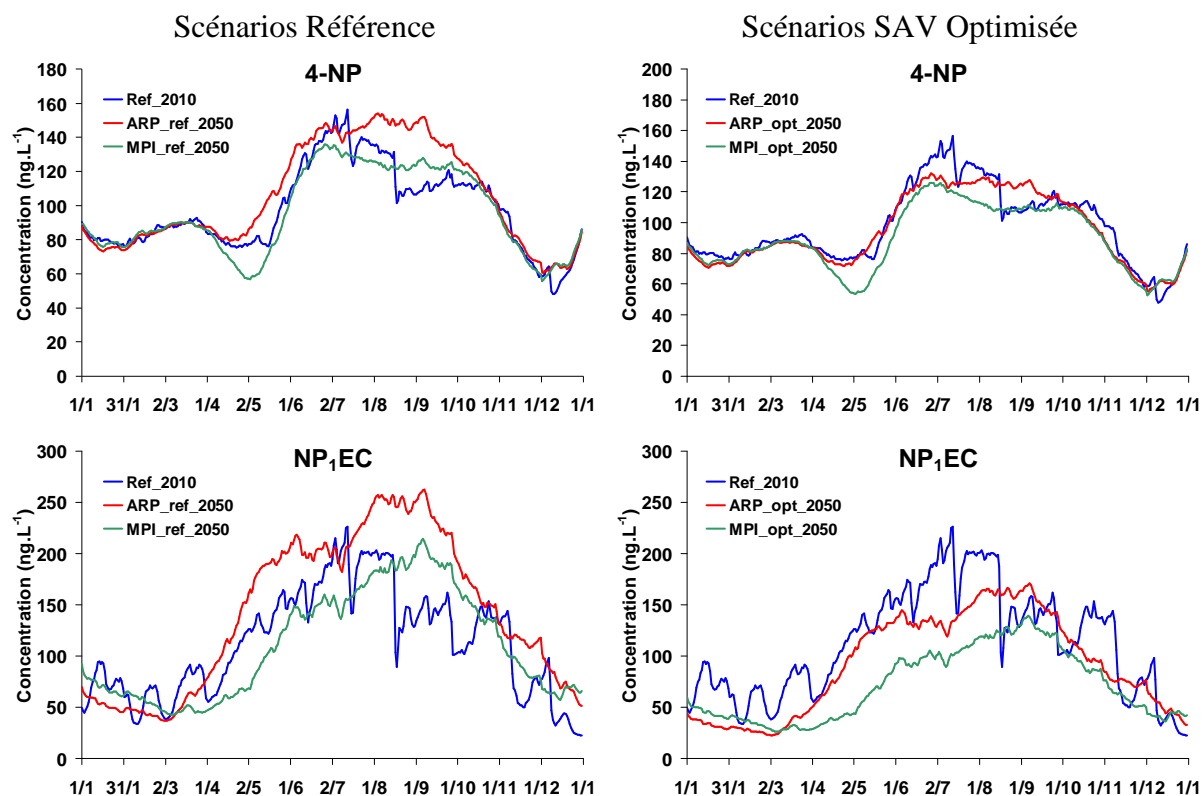 Scénarios Référence
Scénarios SAV Optimisée
4-NP
Concentration (ng.L-1)
180
160
140
120
100
80
60
40
20
0
Ref_2010
ARP_ref_2050
MPI_ref_2050
1/1 31/1 2/3 1/4 2/5 1/6 2/7 1/8 1/9 1/10 1/11 1/12 1/1
4-NP
Concentration (ng.L-1)
200
180
160
140
120
100
80
60
40
20
0
Ref_2010
ARP_opt_2050
MPI_opt_2050
1/1 31/1 2/3 1/4 2/5 1/6 2/7 1/8 1/9 1/10 1/11 1/12 1/1
NP₁EC
Concentration (ng.L-1)
300
250
200
150
100
50
0
Ref_2010
ARP_ref_2050
MPI_ref_2050
1/1 31/1 2/3 1/4 2/5 1/6 2/7 1/8 1/9 1/10 1/11 1/12 1/1
NP₁EC
Concentration (ng.L-1)
300
250
200
150
100
50
0
Ref_2010
ARP_opt_2050
MPI_opt_2050
1/1 31/1 2/3 1/4 2/5 1/6 2/7 1/8 1/9 1/10 1/11 1/12 1/1